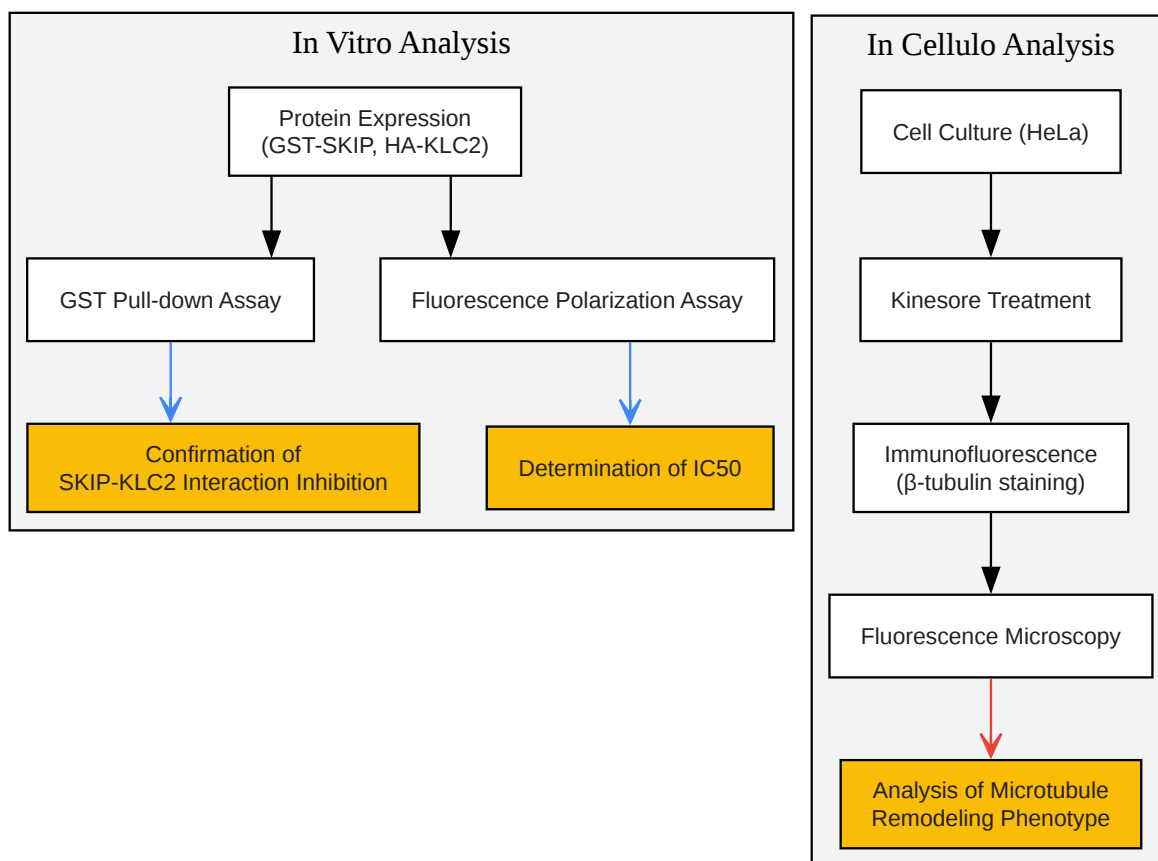 In Vitro Analysis
Protein Expression
(GST-SKIP, HA-KLC2)
GST Pull-down Assay
Fluorescence Polarization Assay
Confirmation of
SKIP-KLC2 Interaction Inhibition
Determination of IC50
In Cellulo Analysis
Cell Culture (HeLa)
Kinesore Treatment
Immunofluorescence
(β-tubulin staining)
Fluorescence Microscopy
Analysis of Microtubule
Remodeling Phenotype